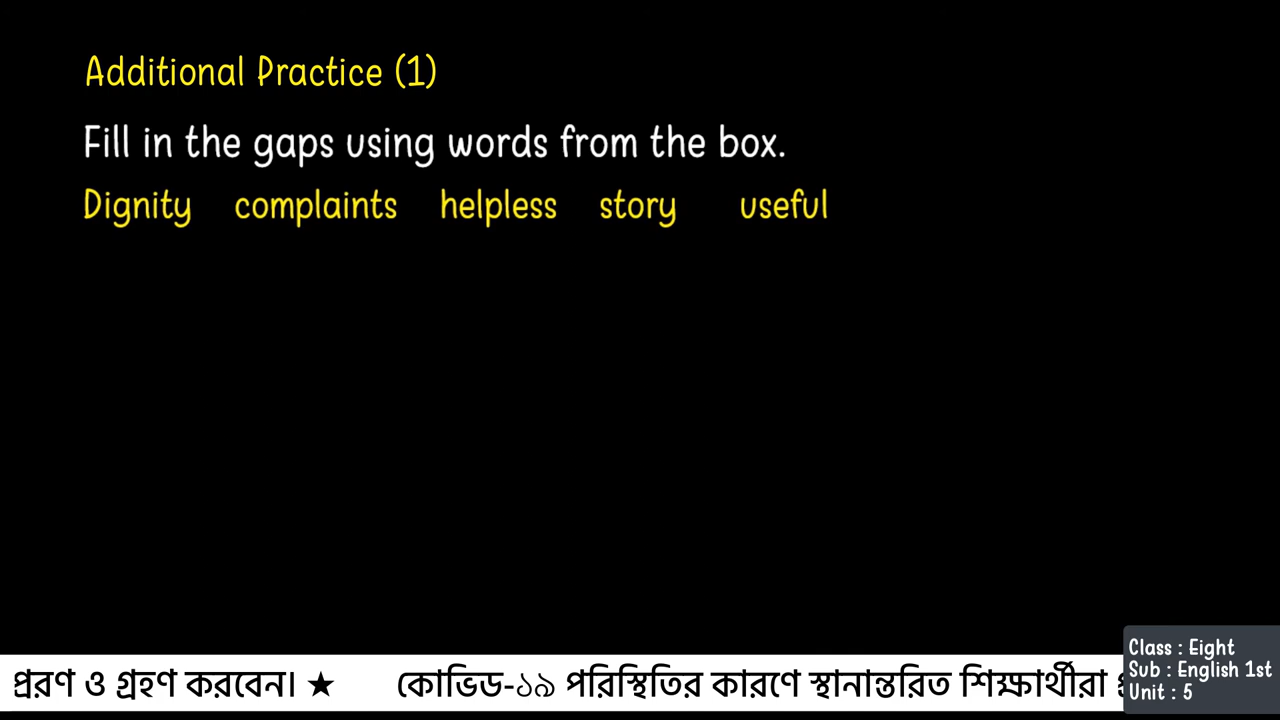 Additional Practice (1)
Fill in the gaps using words from the box.
Dignity complaints helpless story useful
প্রেরণ ও গ্রহণ করবেন। ★ কোভিড-১৯ পরিস্থিতির কারণে স্থানান্তরিত শিক্ষার্থীরা
Class : Eight
Sub : English 1st
Unit : 5